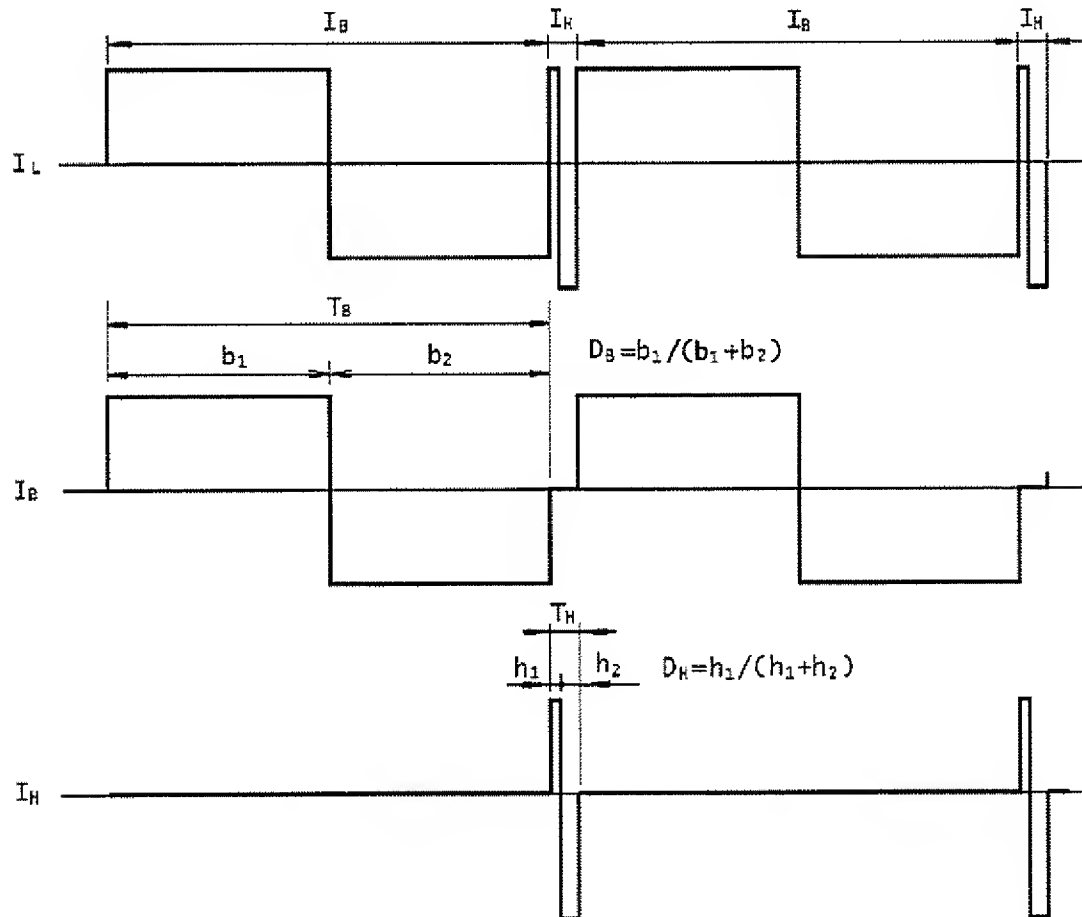 I_B I_H I_B I_H
I_L
T_B
b_1 b_2 D_B=b_1/(b_1+b_2)
I_B
T_H
h_1 h_2 D_H=h_1/(h_1+h_2)
I_H